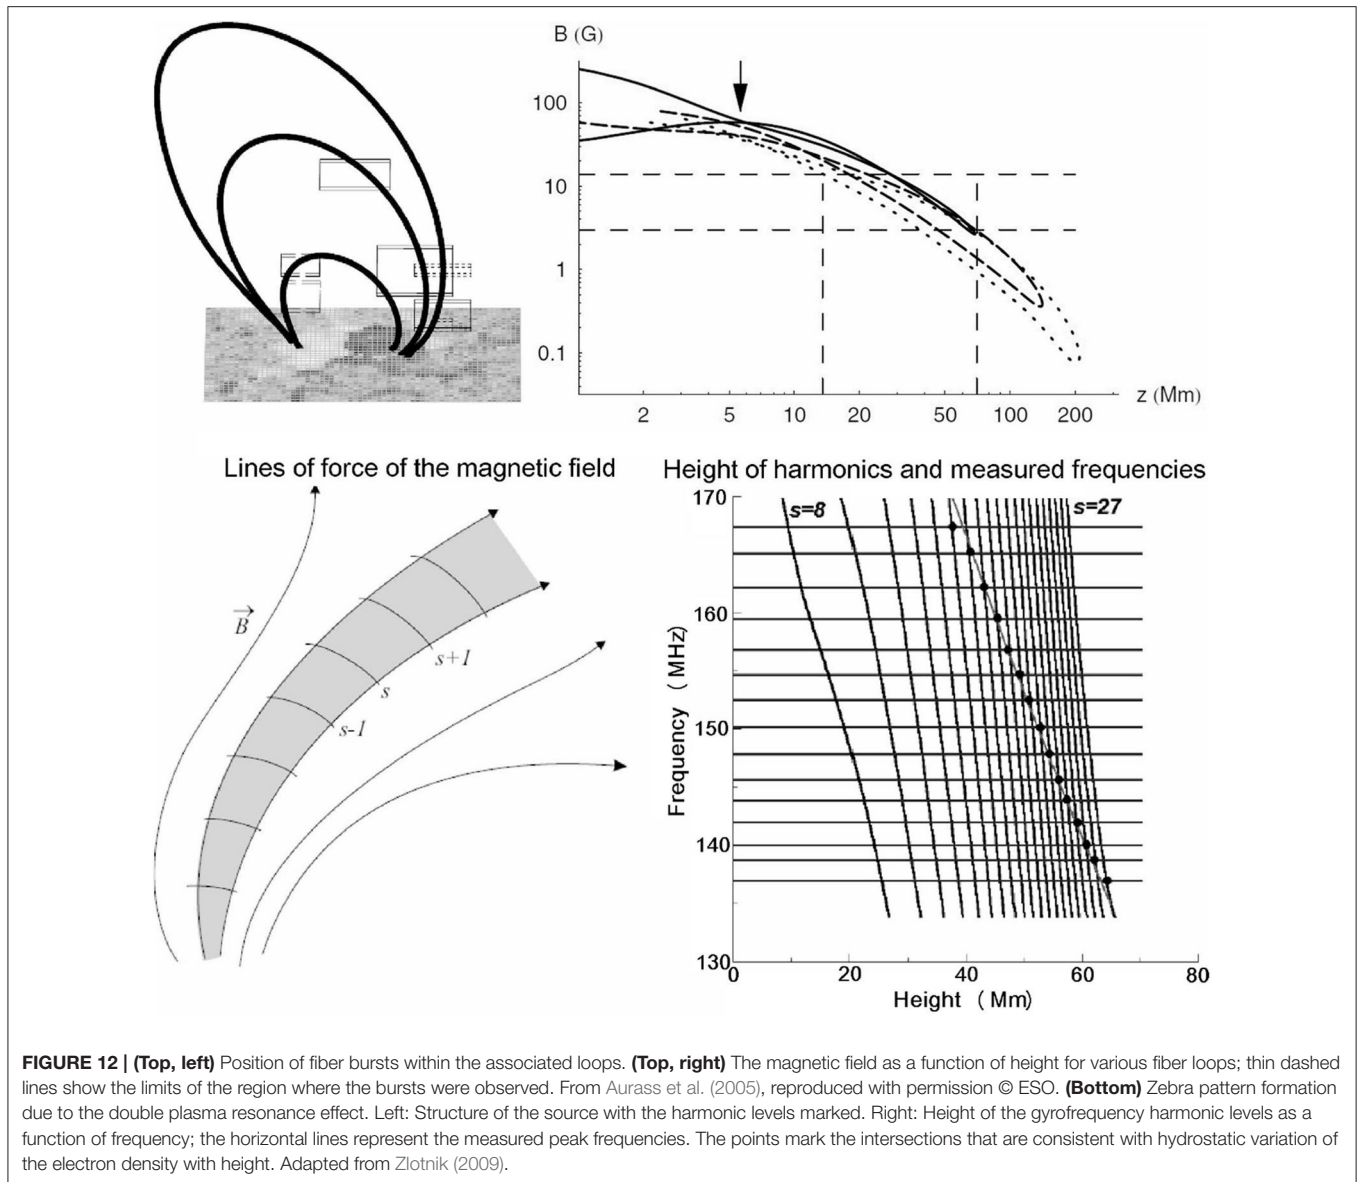 B (G)
100
10
1
0.1
2
5
10
20
50
100
200
z (Mm)
Lines of force of the magnetic field
B
s+1
s
s-1
Height of harmonics and measured frequencies
170
160
150
140
130
s=8
s=27
Frequency (MHz)
0
20
40
60
80
Height (Mm)
FIGURE 12 | (Top, left) Position of fiber bursts within the associated loops. (Top, right) The magnetic field as a function of height for various fiber loops; thin dashed
lines show the limits of the region where the bursts were observed. From Aurass et al. (2005), reproduced with permission © ESO. (Bottom) Zebra pattern formation
due to the double plasma resonance effect. Left: Structure of the source with the harmonic levels marked. Right: Height of the gyrofrequency harmonic levels as a
function of frequency; the horizontal lines represent the measured peak frequencies. The points mark the intersections that are consistent with hydrostatic variation of
the electron density with height. Adapted from Zlotnik (2009).